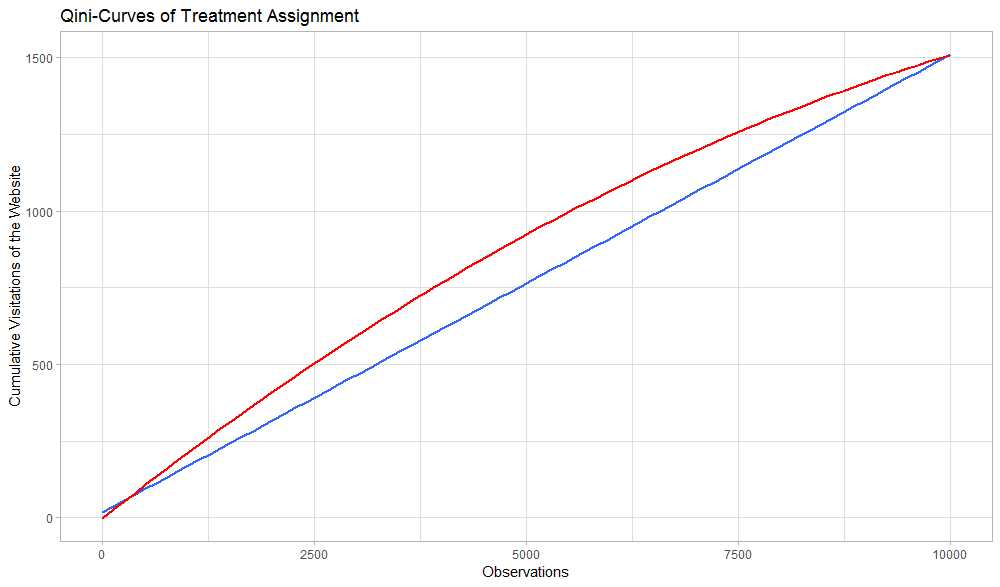 Qini-Curves of Treatment Assignment
Cumulative Visitations of the Website
1500
1000
500
0
0 2500 5000 7500 10000
Observations